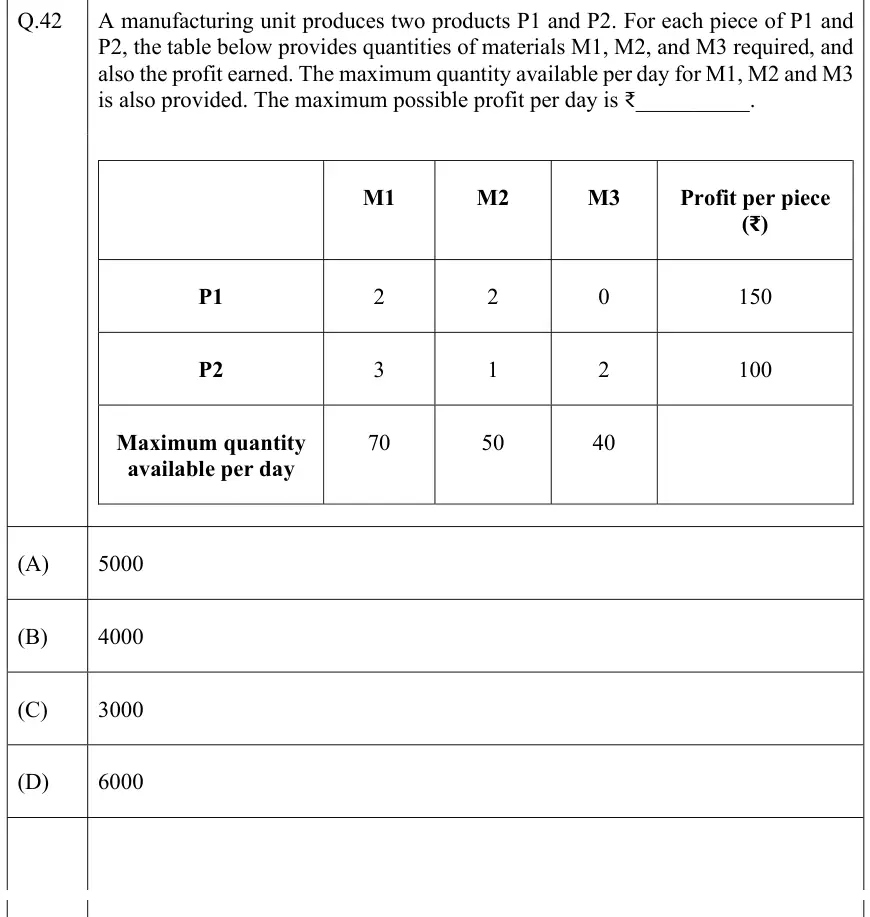 Q.42 A manufacturing unit produces two products P1 and P2. For each piece of P1 and
P2, the table below provides quantities of materials M1, M2, and M3 required, and
also the profit earned. The maximum quantity available per day for M1, M2 and M3
is also provided. The maximum possible profit per day is ₹__________.
M1 M2 M3 Profit per piece
(₹)
P1 2 2 0 150
P2 3 1 2 100
Maximum quantity 70 50 40
available per day
(A) 5000
(B) 4000
(C) 3000
(D) 6000